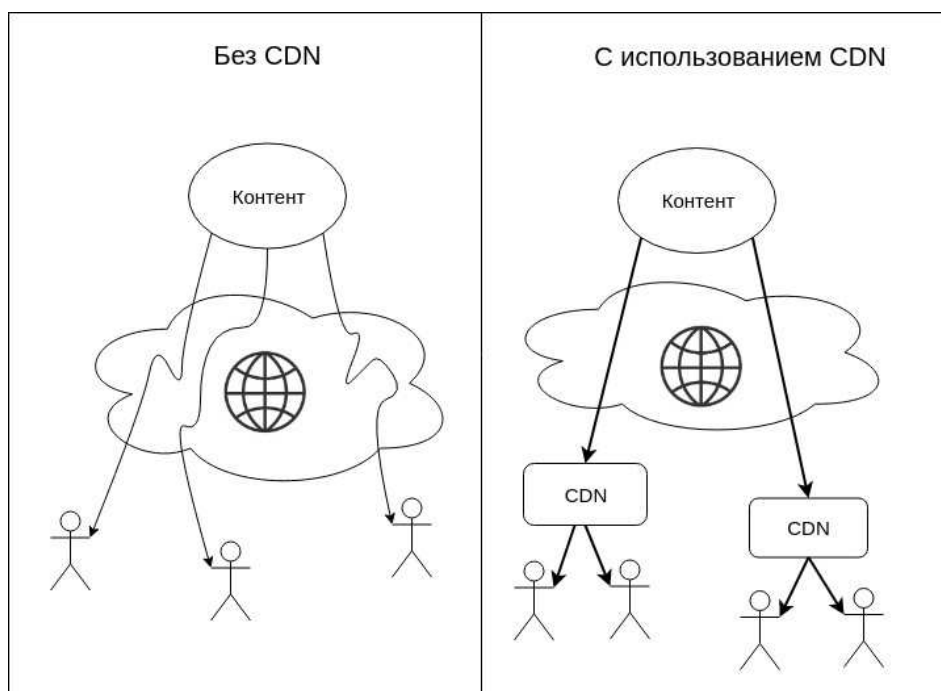 Без CDN
Контент
С использованием CDN
Контент
CDN
CDN